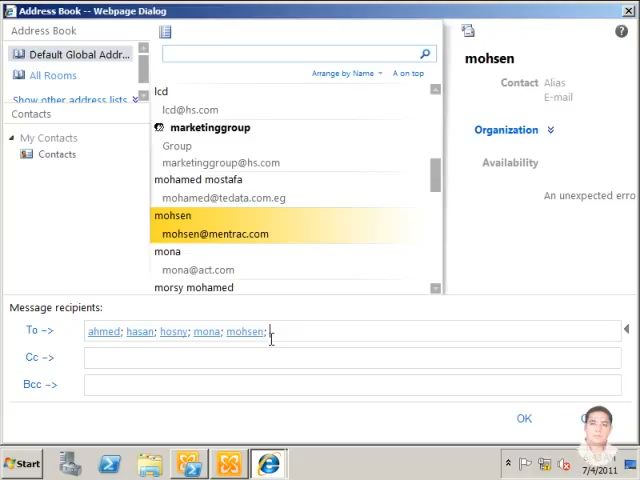 Address Book -- Webpage Dialog
Address Book
Default Global Addr...
All Rooms
Show other address lists
Contacts
My Contacts
Contacts
Arrange by Name
A on top
lcd
lcd@hs.com
marketinggroup
Group
marketinggroup@hs.com
mohamed mostafa
mohamed@tedata.com.eg
mohsen
mohsen@mentrac.com
mona
mona@act.com
morsy mohamed
mohsen
Contact
Alias
E-mail
Organization
Availability
An unexpected erro
Message recipients:
To ->
ahmed; hasan; hosny; mona; mohsen;
Cc ->
Bcc ->
OK
Start
7/4/2011